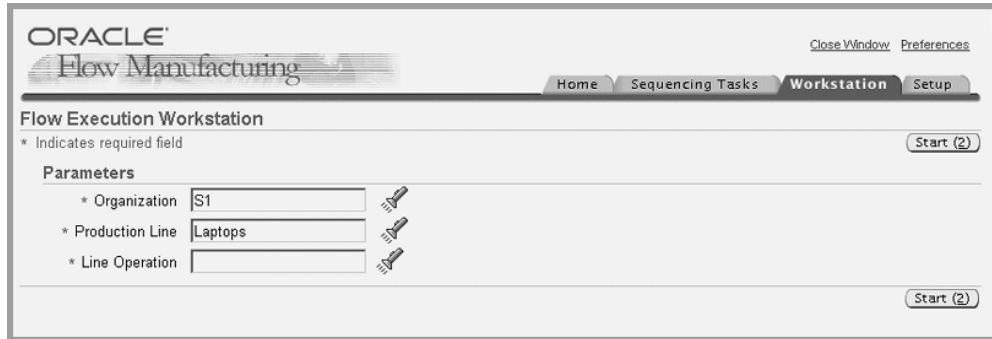 ORACLE
Flow Manufacturing
Close Window Preferences
Home Sequencing Tasks Workstation Setup
Flow Execution Workstation
* Indicates required field
Start (2)
Parameters
* Organization S1
* Production Line Laptops
* Line Operation
Start (2)